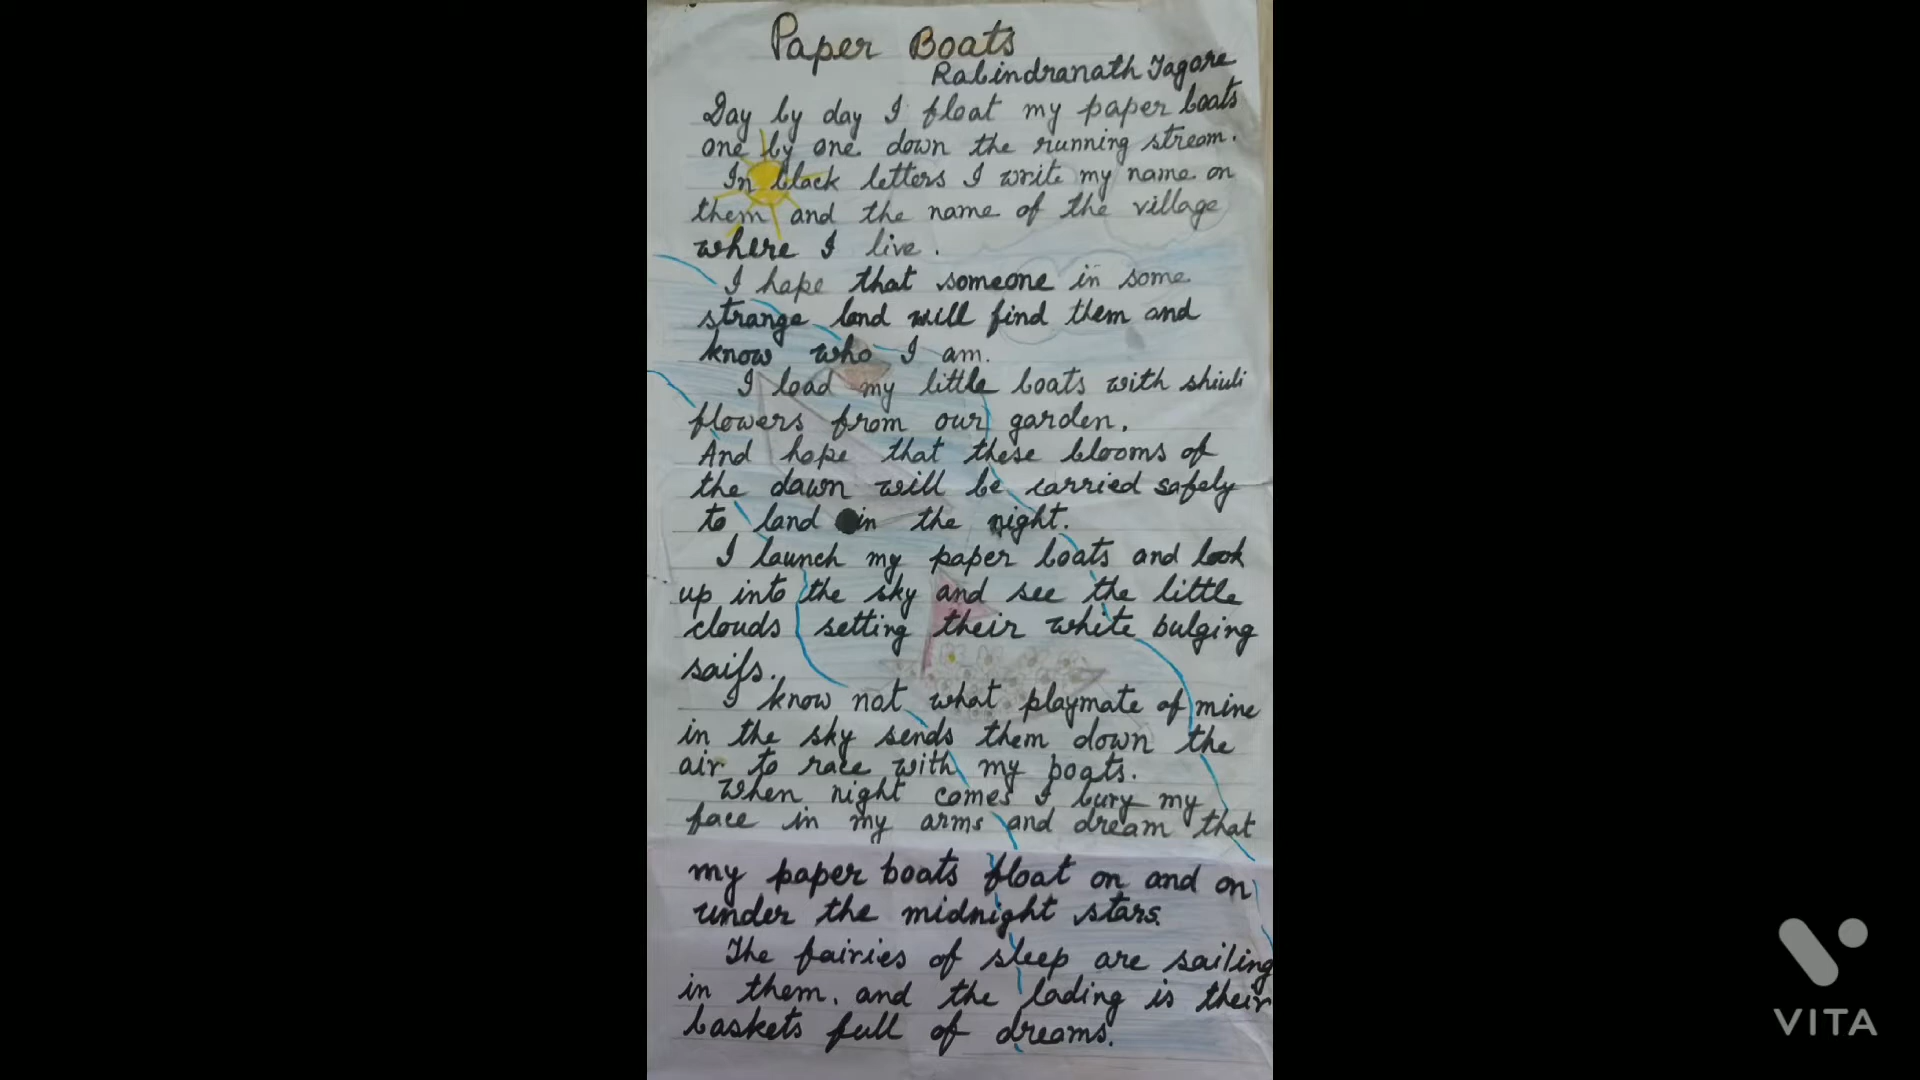 Paper Boats
Rabindranath Tagore
Day by day I float my paper boats
one by one down the running stream.
In black letters I write my name on
them and the name of the village
where I live.
I hope that someone in some
strange land will find them and
know who I am.
I load my little boats with shiuli
flowers from our garden.
And hope that these blooms of
the dawn will be carried safely
to land in the night.
I launch my paper boats and look
up into the sky and see the little
clouds setting their white bulging
sails.
I know not what playmate of mine
in the sky sends them down the
air to race with my boats.
When night comes I bury my
face in my arms and dream that
my paper boats float on and on
under the midnight stars.
The fairies of sleep are sailing
in them, and the lading is their
baskets full of dreams.
VITA